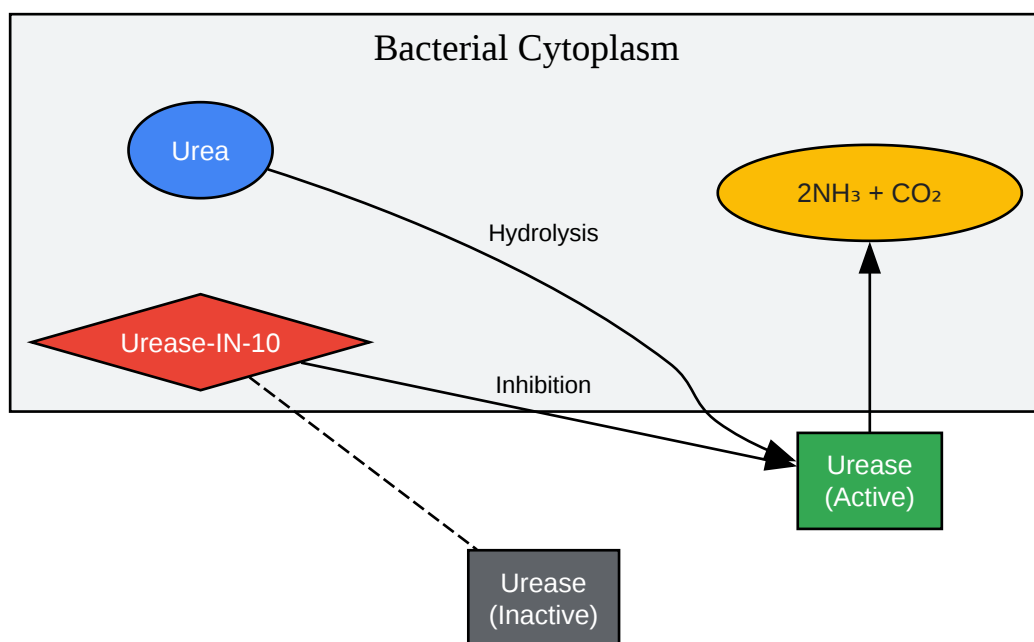 Bacterial Cytoplasm
Urea
2NH₃ + CO₂
Hydrolysis
Urease-IN-10
Inhibition
Urease
(Active)
Urease
(Inactive)